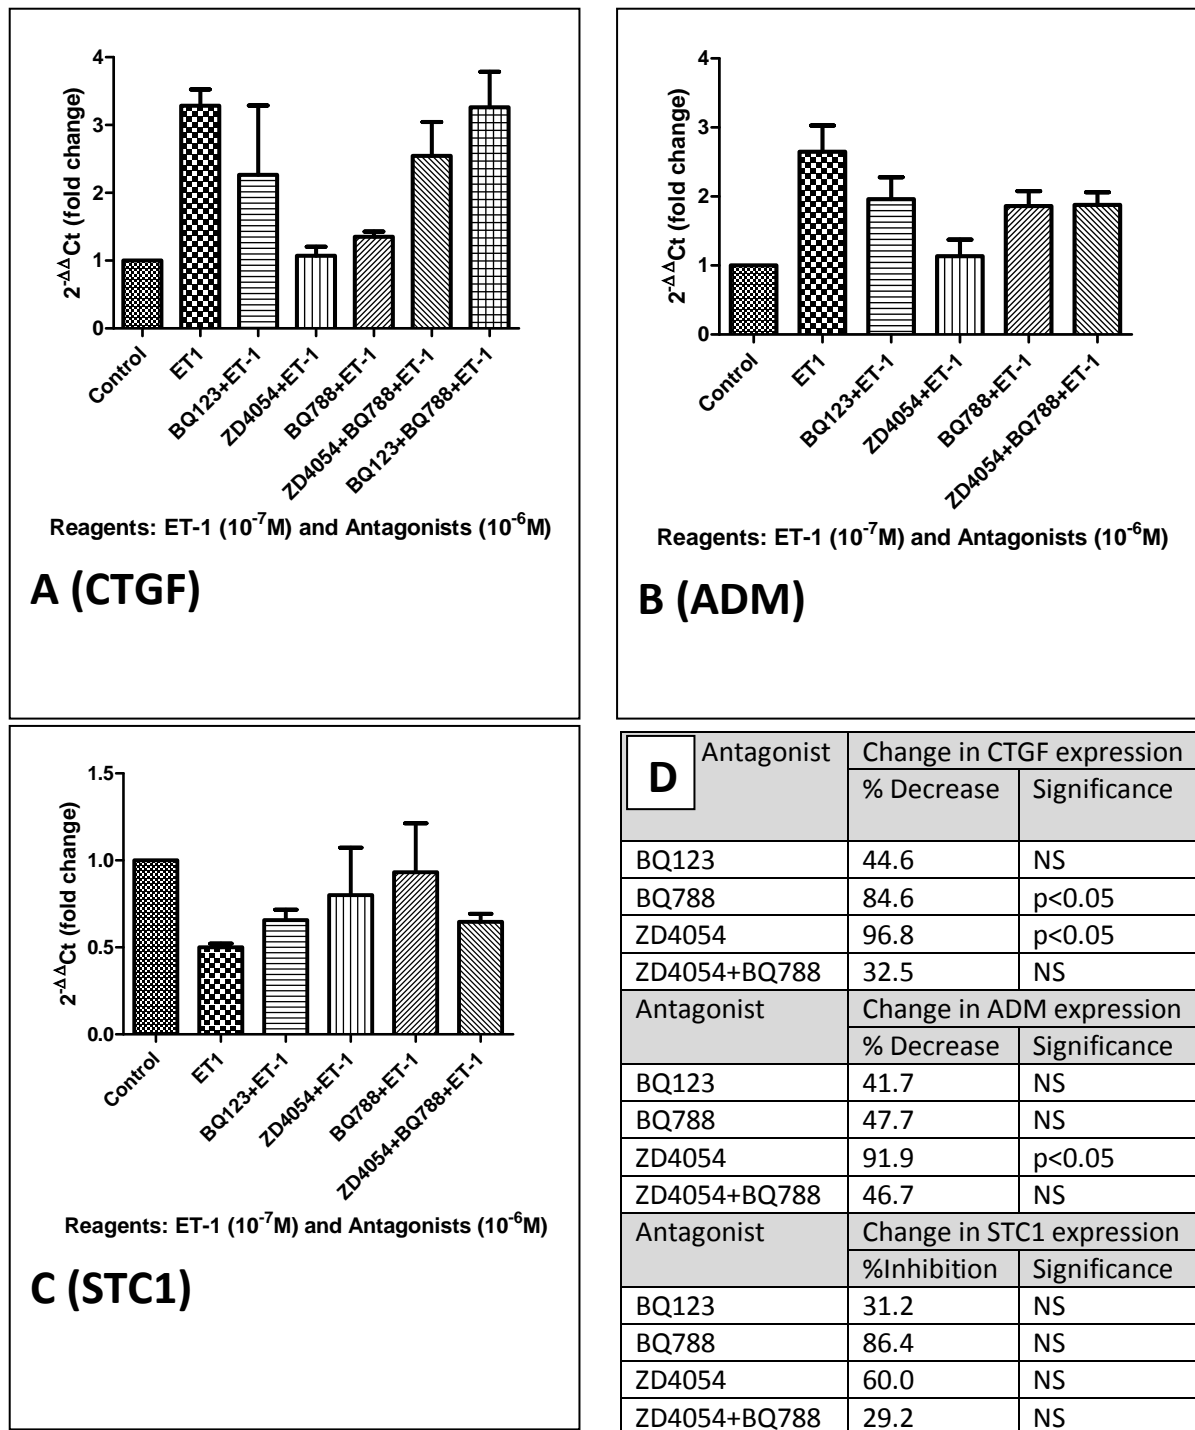 4
3
2
1
0
2^-ΔΔCt (fold change)
Control
ET1
BQ123+ET-1
ZD4054+ET-1
BQ788+ET-1
ZD4054+BQ788+ET-1
BQ123+BQ788+ET-1
Reagents: ET-1 (10^-7M) and Antagonists (10^-6M)
A (CTGF)
4
3
2
1
0
2^-ΔΔCt (fold change)
Control
ET1
BQ123+ET-1
ZD4054+ET-1
BQ788+ET-1
ZD4054+BQ788+ET-1
Reagents: ET-1 (10^-7M) and Antagonists (10^-6M)
B (ADM)
1.5
1.0
0.5
0.0
2^-ΔΔCt (fold change)
Control
ET1
BQ123+ET-1
ZD4054+ET-1
BQ788+ET-1
ZD4054+BQ788+ET-1
Reagents: ET-1 (10^-7M) and Antagonists (10^-6M)
C (STC1)
D
Antagonist Change in CTGF expression
% Decrease Significance
BQ123 44.6 NS
BQ788 84.6 p<0.05
ZD4054 96.8 p<0.05
ZD4054+BQ788 32.5 NS
Antagonist Change in ADM expression
% Decrease Significance
BQ123 41.7 NS
BQ788 47.7 NS
ZD4054 91.9 p<0.05
ZD4054+BQ788 46.7 NS
Antagonist Change in STC1 expression
%Inhibition Significance
BQ123 31.2 NS
BQ788 86.4 NS
ZD4054 60.0 NS
ZD4054+BQ788 29.2 NS